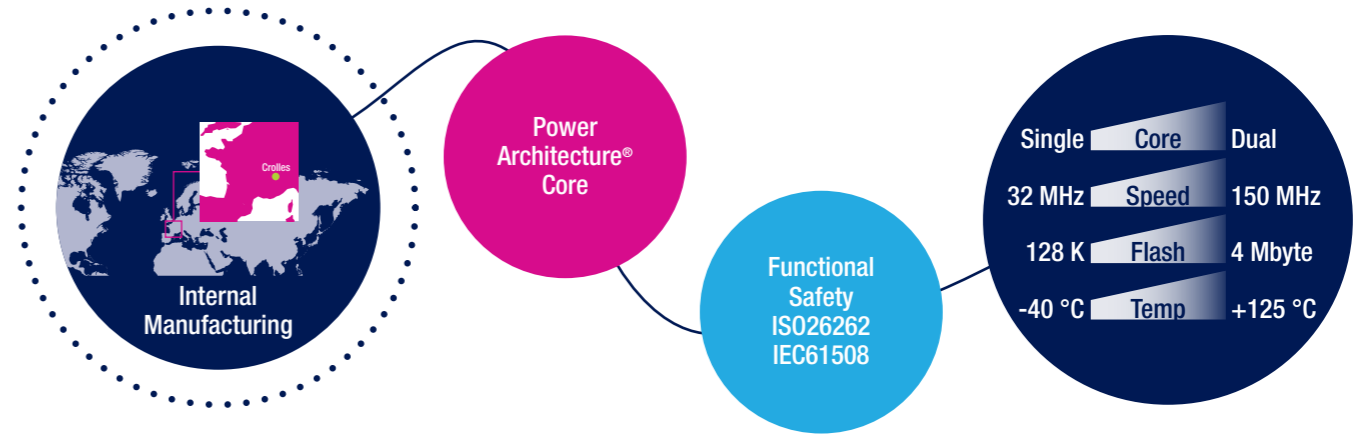 Crolles
Internal
Manufacturing
Power
Architecture®
Core
Functional
Safety
ISO26262
IEC61508
Single Core Dual
32 MHz Speed 150 MHz
128 K Flash 4 Mbyte
-40 °C Temp +125 °C